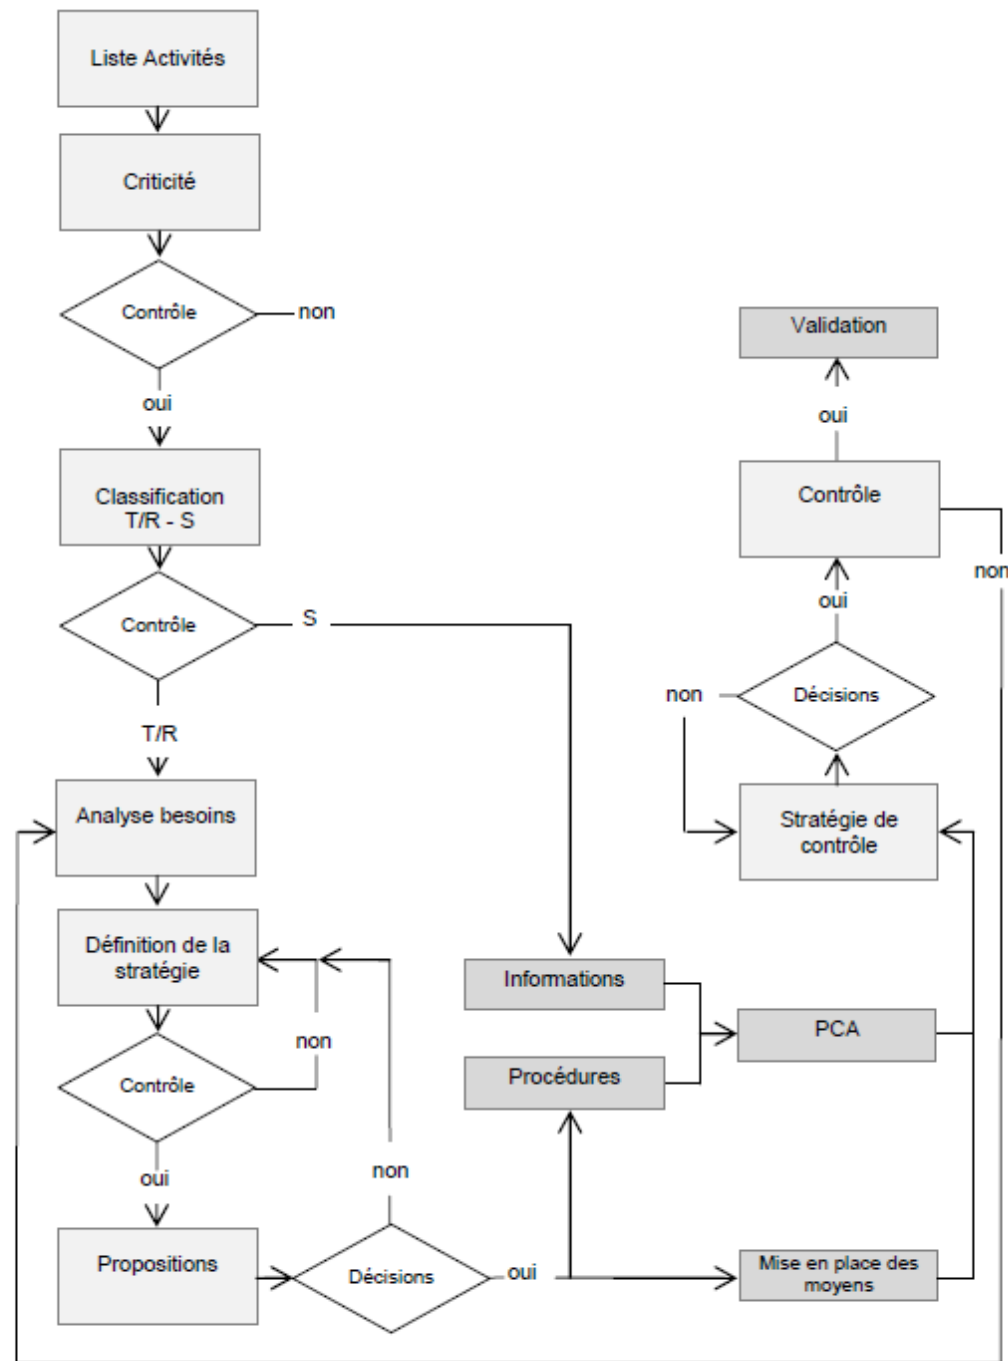 Liste Activités
Criticité
Contrôle
non
oui
Classification
T/R - S
Contrôle
S
T/R
Analyse besoins
Définition de la
stratégie
non
Contrôle
oui
non
Propositions
Décisions
oui
Informations
Procédures
PCA
Mise en place des
moyens
Validation
oui
Contrôle
non
oui
Décisions
non
Stratégie de
contrôle